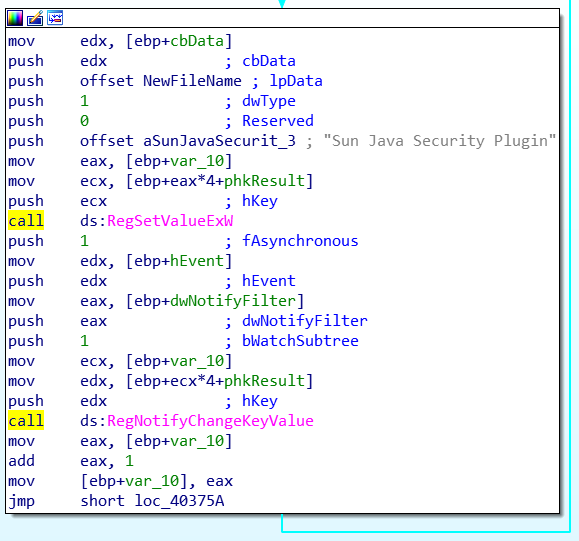 mov edx, [ebp+cbData]
push edx ; cbData
push offset NewFileName ; lpData
push 1 ; dwType
push 0 ; Reserved
push offset aSunJavaSecurit_3 ; "Sun Java Security Plugin"
mov eax, [ebp+var_10]
mov ecx, [ebp+eax*4+phkResult]
push ecx ; hKey
call ds:RegSetValueExW
push 1 ; fAsynchronous
mov edx, [ebp+hEvent]
push edx ; hEvent
mov eax, [ebp+dwNotifyFilter]
push eax ; dwNotifyFilter
push 1 ; bWatchSubtree
mov ecx, [ebp+var_10]
mov edx, [ebp+ecx*4+phkResult]
push edx ; hKey
call ds:RegNotifyChangeKeyValue
mov eax, [ebp+var_10]
add eax, 1
mov [ebp+var_10], eax
jmp short loc_40375A